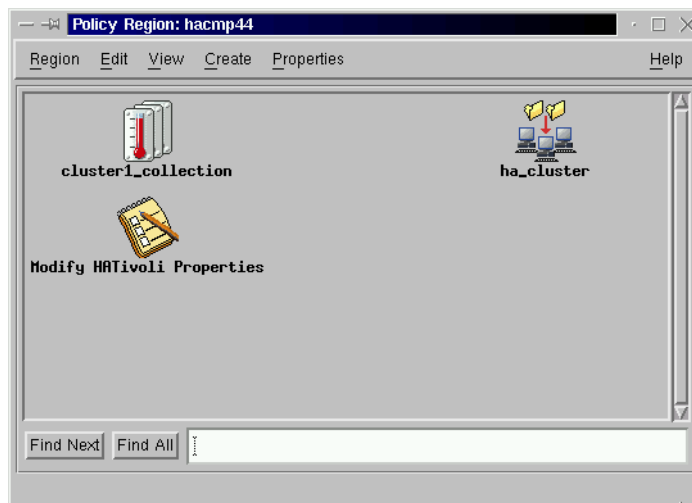 Policy Region: hacmp44
Region Edit View Create Properties Help
cluster1_collection ha_cluster
Modify HATivoli Properties
Find Next Find All